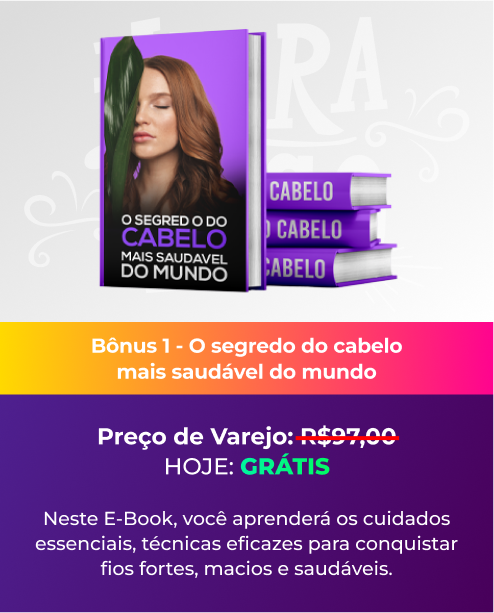 O SEGRED O DO
CABELO
MAIS SAUDAVEL
DO MUNDO
CABELO
O CABELO
CABELO
Bônus 1 - O segredo do cabelo
mais saudável do mundo
Preço de Varejo: R$97,00
HOJE: GRÁTIS
Neste E-Book, você aprenderá os cuidados
essenciais, técnicas eficazes para conquistar
fios fortes, macios e saudáveis.